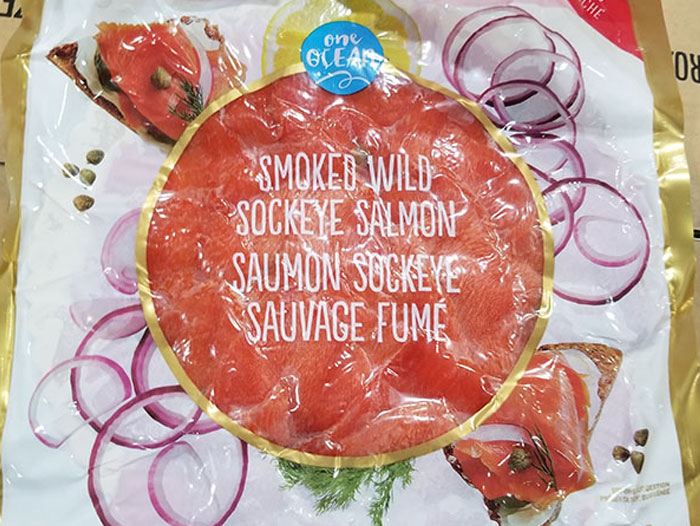 one
OCEAN
SMOKED WILD
SOCKEYE SALMON
SAUMON SOCKEYE
SAUVAGE FUMÉ